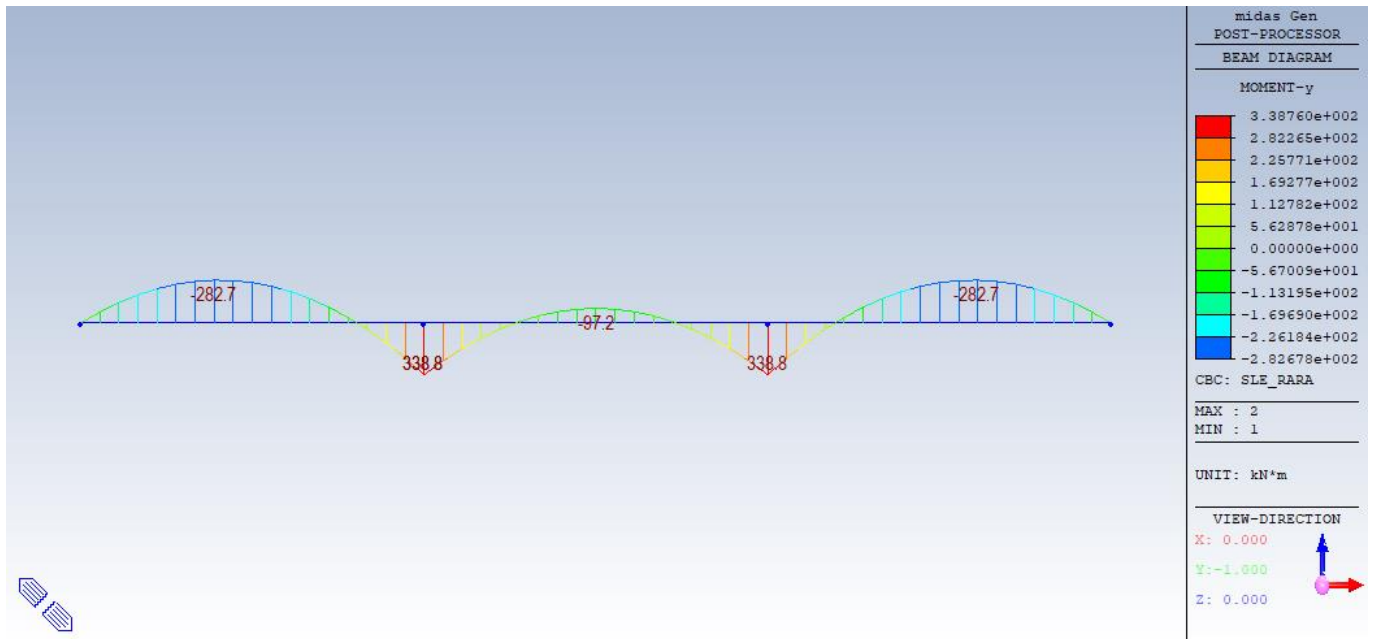 -282.7
-282.7
-97.2
338.8
338.8
midas Gen
POST-PROCESSOR
BEAM DIAGRAM
MOMENT-y
3.38760e+002
2.82265e+002
2.25771e+002
1.69277e+002
1.12782e+002
5.62878e+001
0.00000e+000
-5.67009e+001
-1.13195e+002
-1.69690e+002
-2.26184e+002
-2.82678e+002
CBC: SLE_RARA
MAX : 2
MIN : 1
UNIT: kN*m
VIEW-DIRECTION
X: 0.000
Y:-1.000
Z: 0.000